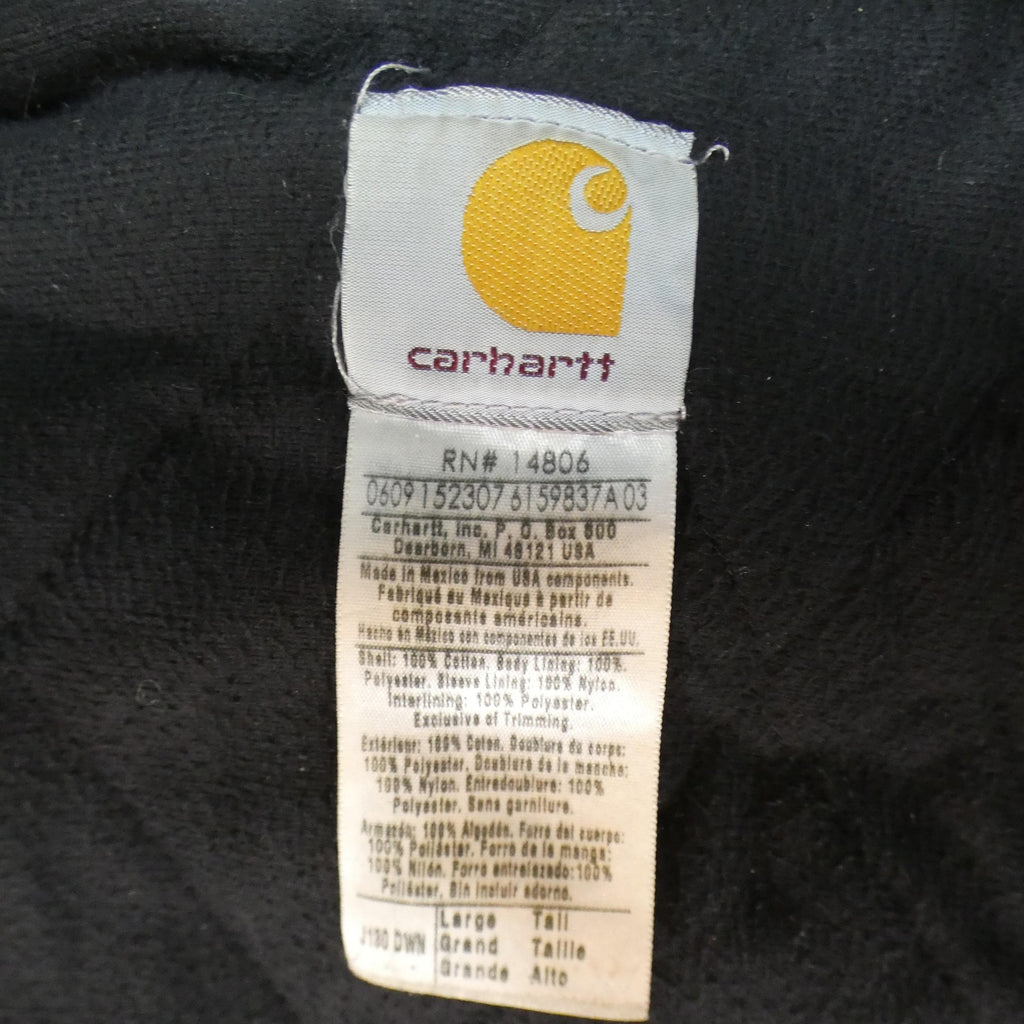 carhartt
RN# 14806
0609152307 6159837A 03
Carhartt, Inc. P. O. Box 600
Dearborn, MI 48121 USA
Made in Mexico from USA components.
Fabriqué au Mexique à partir de
composants américains.
Hecho en México con componentes de los EE.UU.
Shell: 100% Cotton. Body Lining: 100%
Polyester. Sleeve Lining: 100% Nylon.
Interlining: 100% Polyester.
Exclusive of Trimming.
Extérieur: 100% Coton. Doublure du corps:
100% Polyester. Doublure de la manche:
100% Nylon. Entredoublure: 100%
Polyester. Sans garniture.
Armazón: 100% Algodón. Forro del cuerpo:
100% Poliéster. Forro de la manga:
100% Nilón. Forro entrelazado:100%
Poliéster. Sin incluir adorno.
Large Tall
J130 DWN Grand Taille
Grande Alto